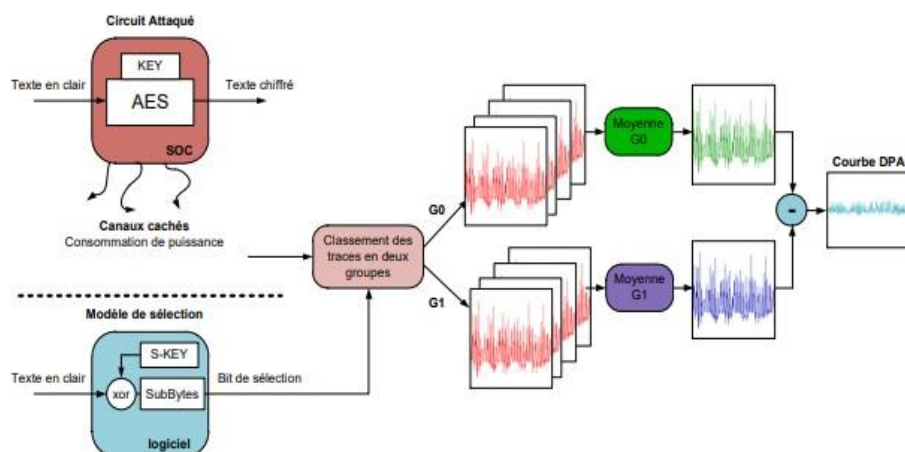 Circuit Attaqué
Texte en clair
KEY
AES
Texte chiffré
SOC
Canaux cachés
Consommation de puissance
Modèle de sélection
Texte en clair
S-KEY
xor
SubBytes
Bit de sélection
logiciel
Classement des
traces en deux
groupes
G0
G1
Moyenne
G0
Moyenne
G1
-
Courbe DPA